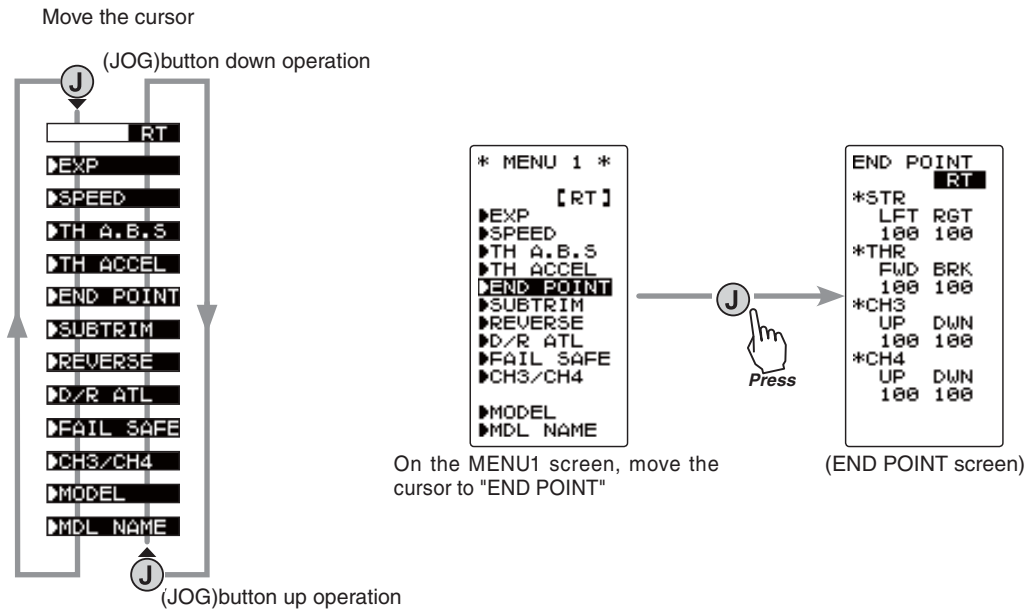 Move the cursor
(JOG)button down operation
J
RT
EXP
SPEED
TH A.B.S
TH ACCEL
END POINT
SUBTRIM
REVERSE
D/R ATL
FAIL SAFE
CH3/CH4
MODEL
MDL NAME
J
(JOG)button up operation
* MENU 1 *
[RT]
EXP
SPEED
TH A.B.S
TH ACCEL
END POINT
SUBTRIM
REVERSE
D/R ATL
FAIL SAFE
CH3/CH4
MODEL
MDL NAME
On the MENU1 screen, move the
cursor to "END POINT"
J
Press
END POINT
RT
*STR
LFT RGT
100 100
*THR
FWD BRK
100 100
*CH3
UP DWN
100 100
*CH4
UP DWN
100 100
(END POINT screen)